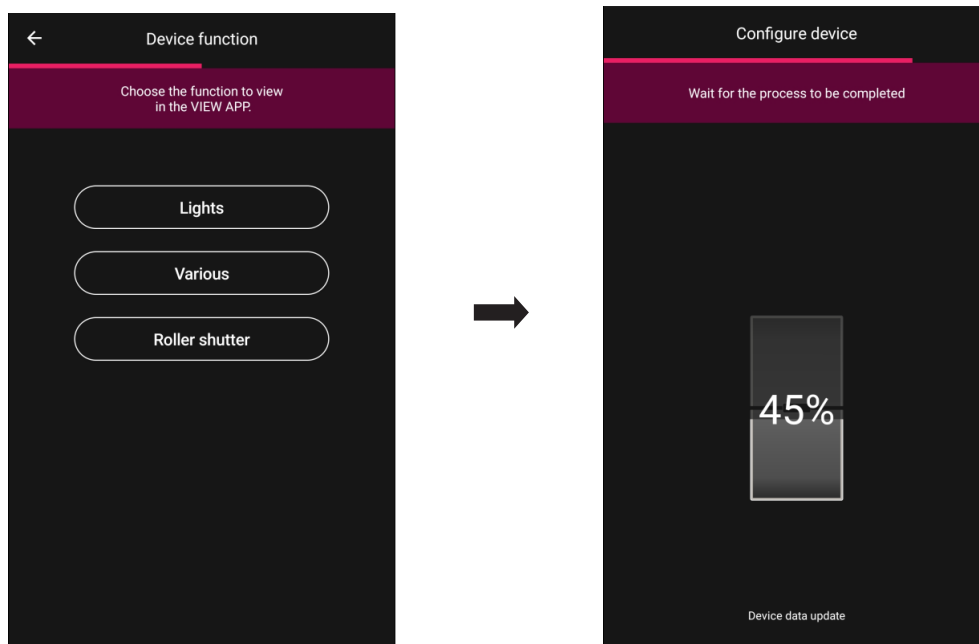 Device function
Choose the function to view
in the VIEW APP.
Lights
Various
Roller shutter
Configure device
Wait for the process to be completed
45%
Device data update